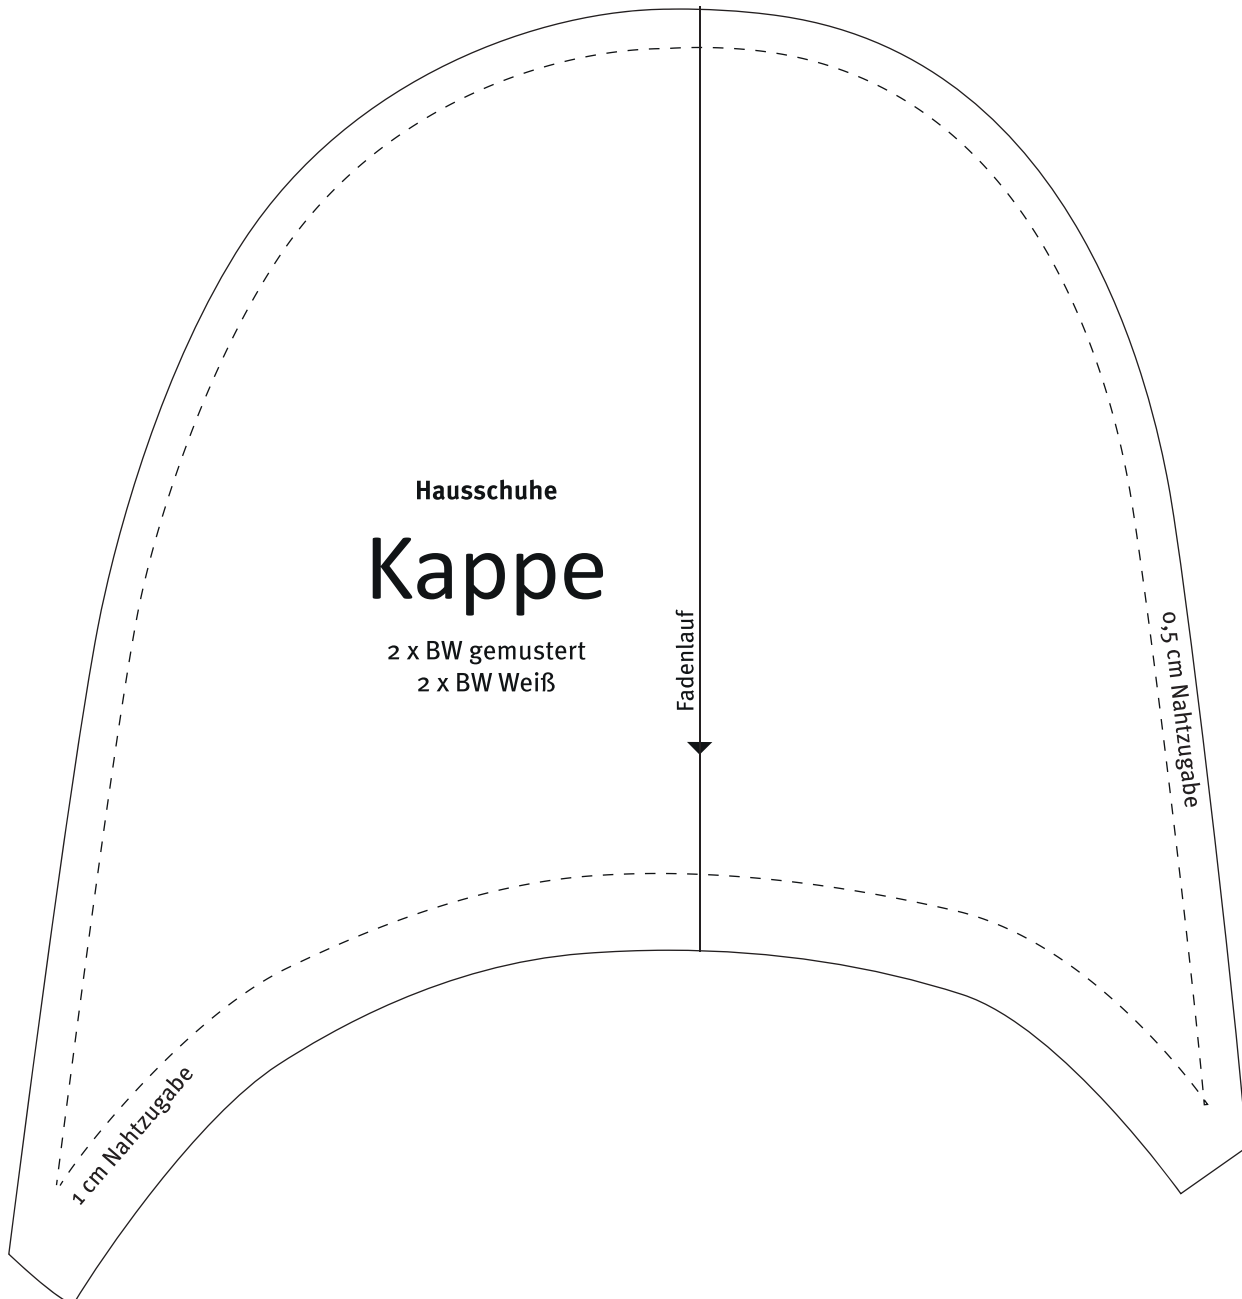 Hausschuhe
Kappe
2 x BW gemustert
2 x BW Weiß
Fadenlauf
0,5 cm Nahtzugabe
1 cm Nahtzugabe